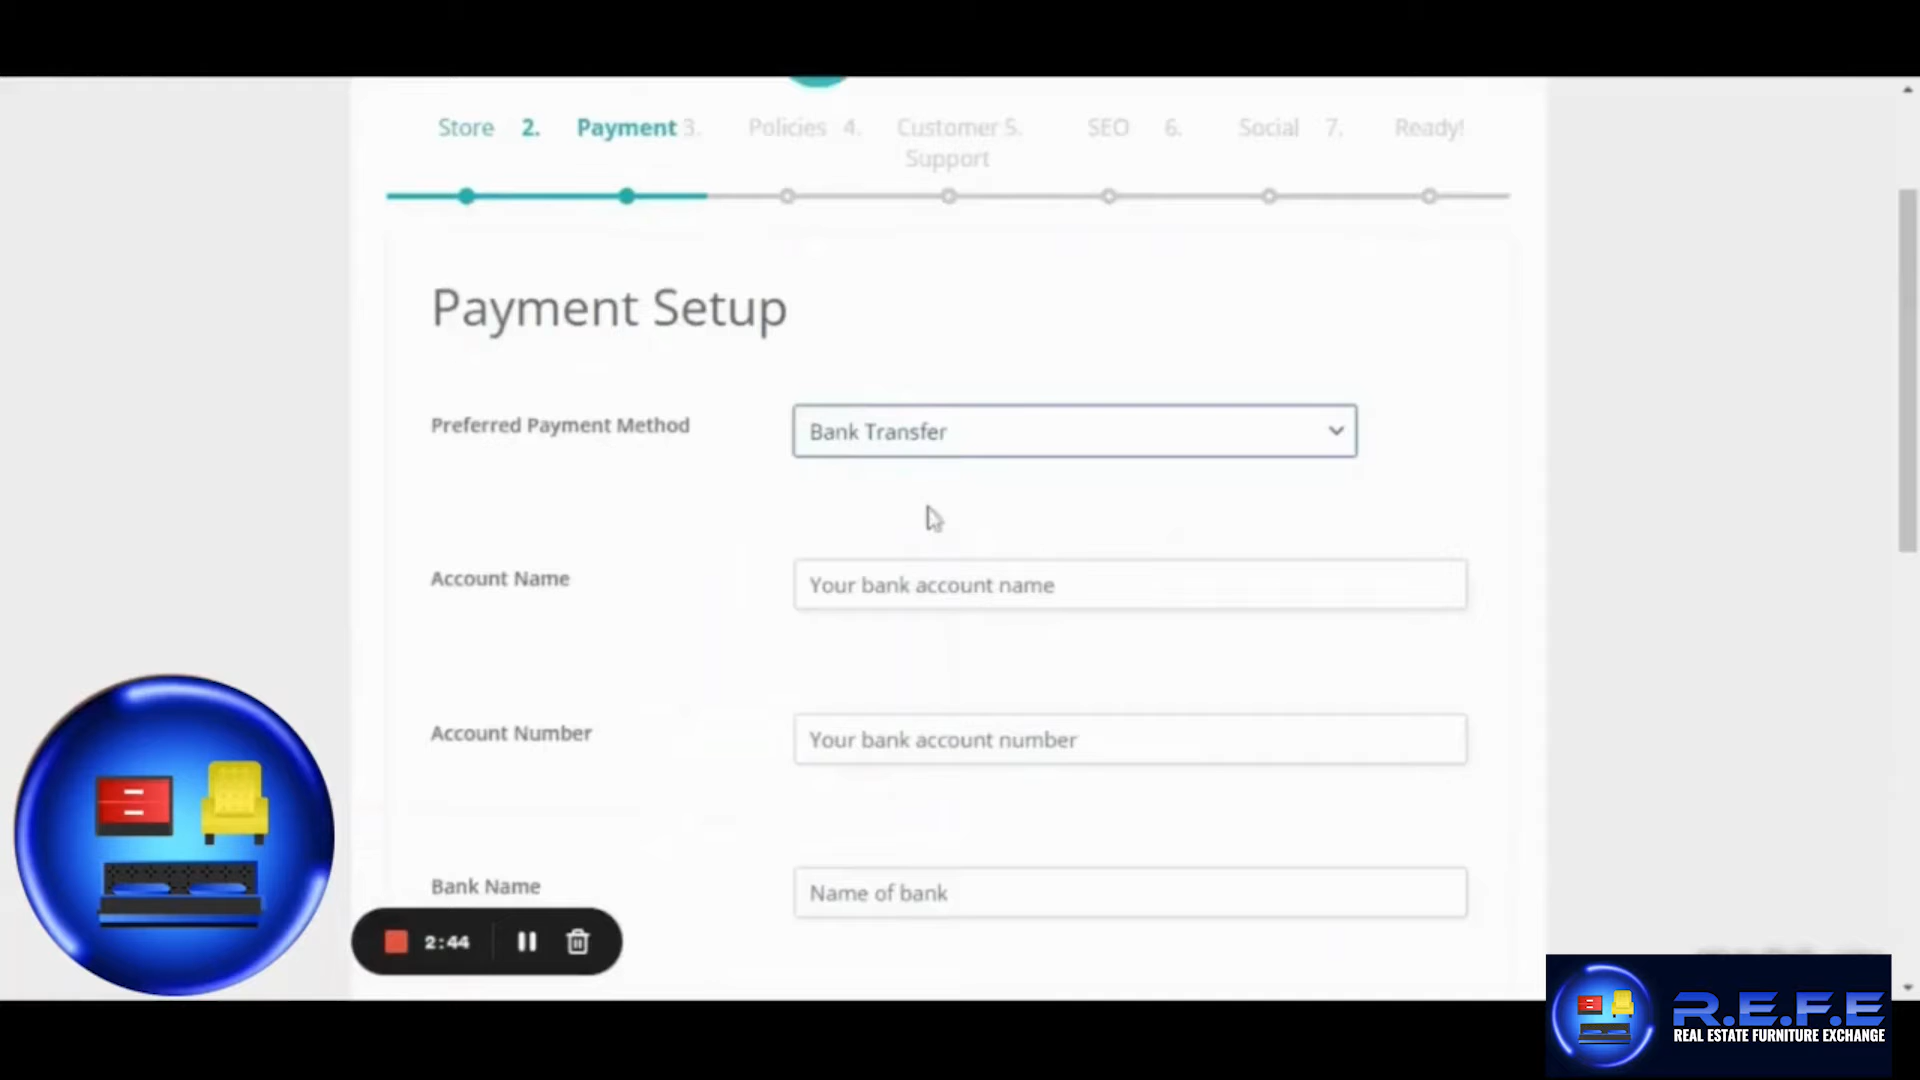 Store 2. Payment 3. Policies 4. Customer 5. SEO 6. Social 7. Ready!
Support
Payment Setup
Preferred Payment Method
Bank Transfer
Account Name
Your bank account name
Account Number
Your bank account number
Bank Name
Name of bank
2:44
R.E.F.E
REAL ESTATE FURNITURE EXCHANGE